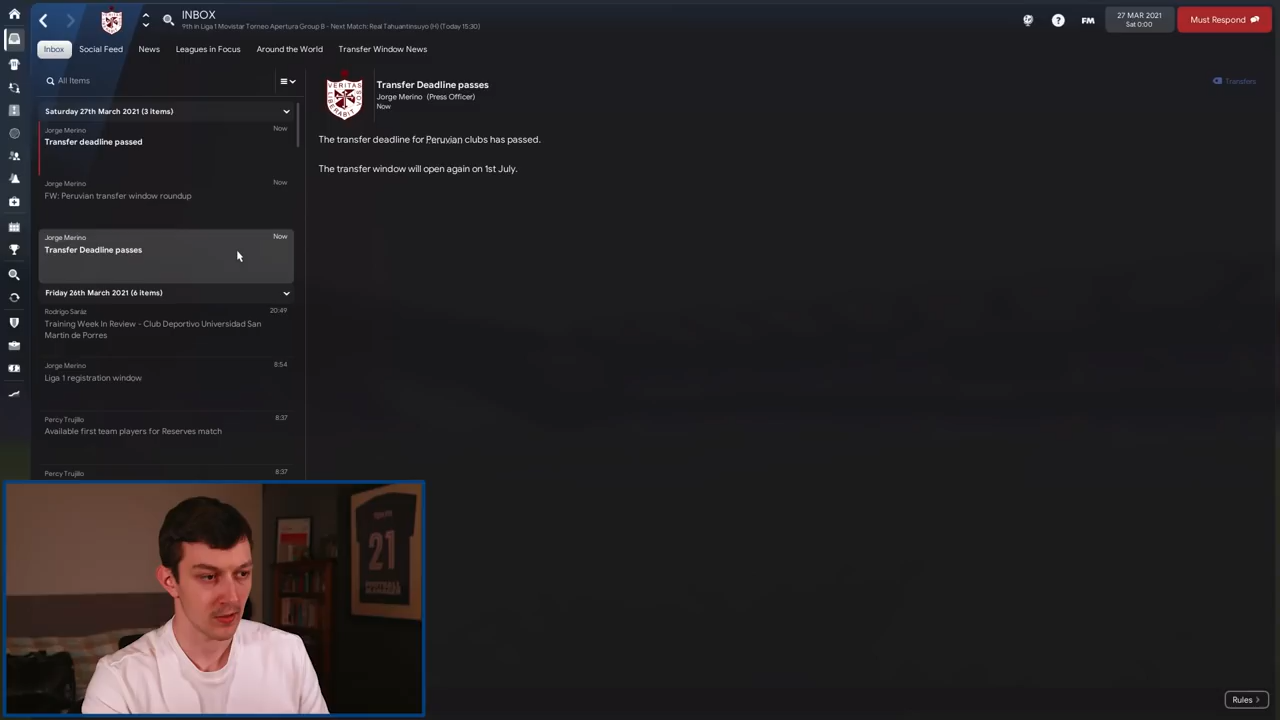 INBOX
9th in Liga 1 Movistar Torneo Apertura Group B - Next Match: Real Tahuantinsuyo (H) (Today 15:30)
FM
27 MAR 2021
Sat 0:00
Must Respond
Inbox
Social Feed
News
Leagues in Focus
Around the World
Transfer Window News
All Items
Saturday 27th March 2021 (3 items)
Jorge Merino
Now
Transfer deadline passed
Jorge Merino
Now
FW: Peruvian transfer window roundup
Jorge Merino
Now
Transfer Deadline passes
Friday 26th March 2021 (6 items)
Rodrigo Saráz
20:49
Training Week In Review - Club Deportivo Universidad San
Martín de Porres
Jorge Merino
8:54
Liga 1 registration window
Percy Trujillo
8:37
Available first team players for Reserves match
Percy Trujillo
8:37
VERITAS
LIBERABIT
VOS
Transfer Deadline passes
Jorge Merino (Press Officer)
Now
Transfers
The transfer deadline for Peruvian clubs has passed.
The transfer window will open again on 1st July.
21
Rules